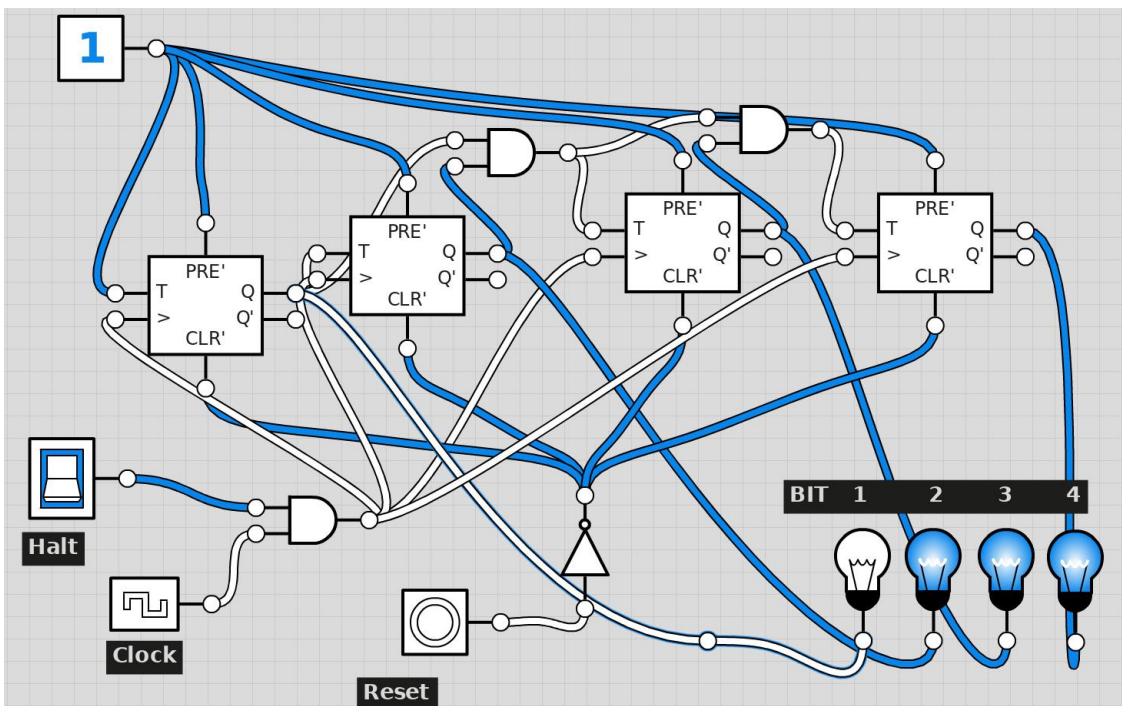 1
PRE'
T Q
> Q'
CLR'
PRE'
T Q
> Q'
CLR'
PRE'
T Q
> Q'
CLR'
PRE'
T Q
> Q'
CLR'
Halt
Clock
Reset
BIT 1 2 3 4